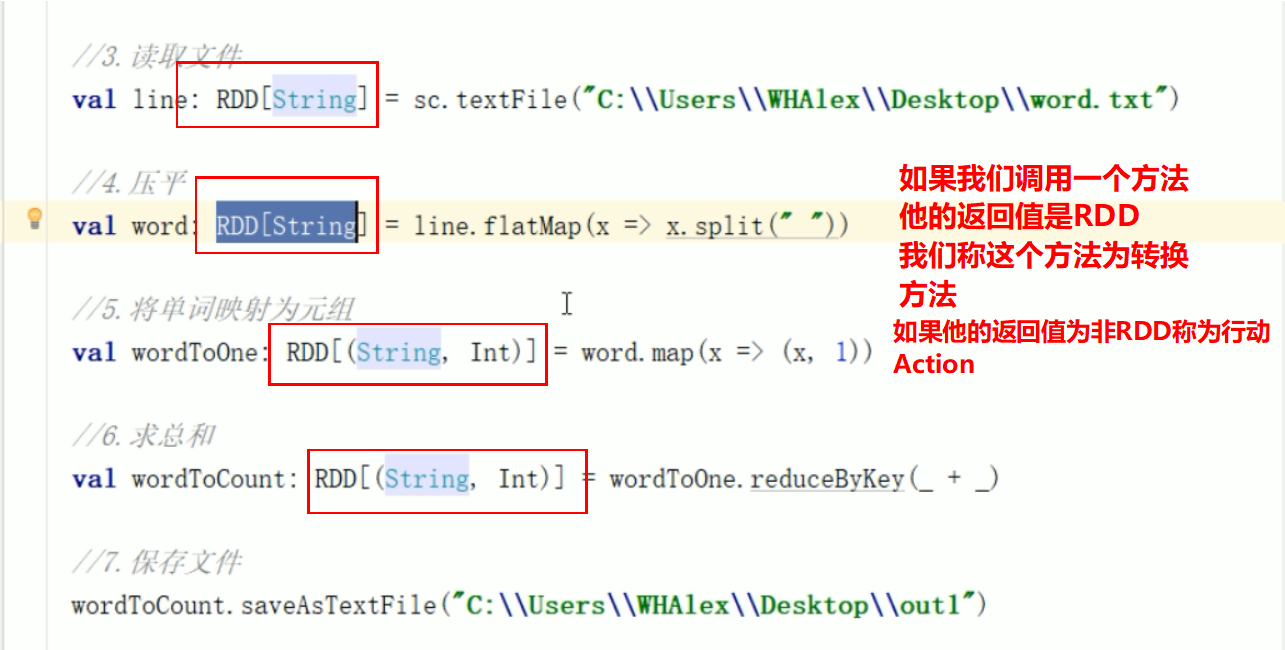 //3.读取文件
val line: RDD[String] = sc.textFile("C:\\Users\\WHAlex\\Desktop\\word.txt")
//4.压平
val word: RDD[String] = line.flatMap(x => x.split(" "))
如果我们调用一个方法
他的返回值是RDD
我们称这个方法为转换
方法
如果他的返回值为非RDD称为行动
Action
//5.将单词映射为元组
val wordToOne: RDD[(String, Int)] = word.map(x => (x, 1))
//6.求总和
val wordToCount: RDD[(String, Int)] = wordToOne.reduceByKey(_ + _)
//7.保存文件
wordToCount.saveAsTextFile("C:\\Users\\WHAlex\\Desktop\\out1")